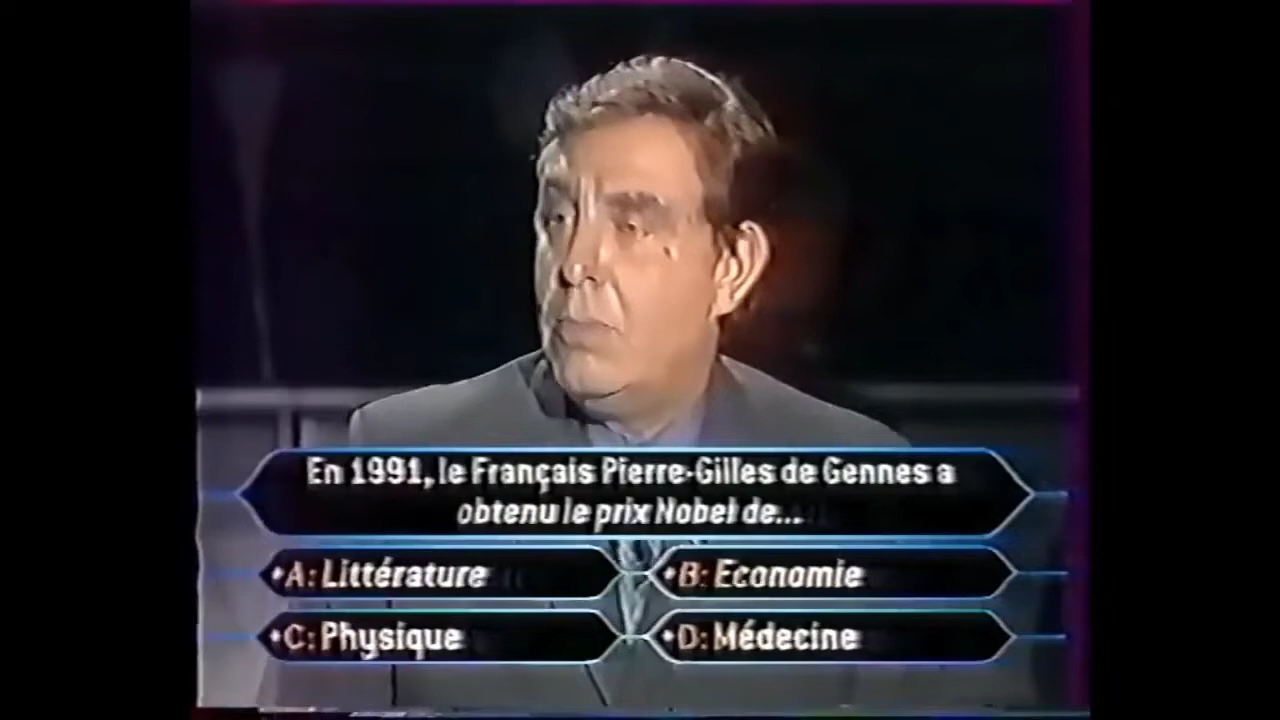 En 1991, le Français Pierre-Gilles de Gennes a
obtenu le prix Nobel de...
•A: Littérature
•B: Economie
•C: Physique
•D: Médecine